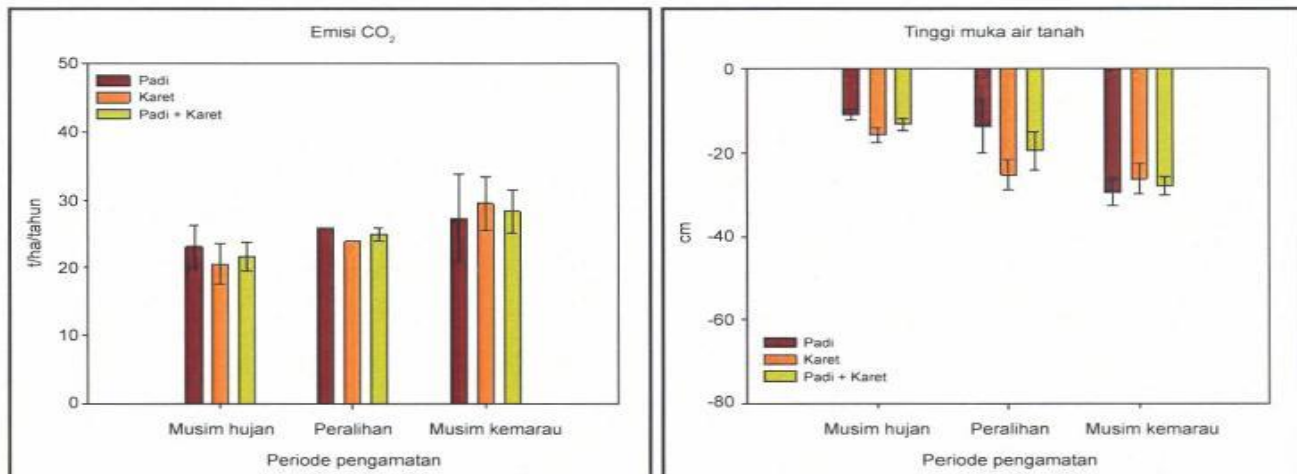 Emisi CO₂
50
40
30
20
10
0
t/ha/tahun
Padi
Karet
Padi + Karet
Musim hujan Peralihan Musim kemarau
Periode pengamatan
Tinggi muka air tanah
0
-20
-40
-60
-80
cm
Padi
Karet
Padi + Karet
Musim hujan Peralihan Musim kemarau
Periode pengamatan